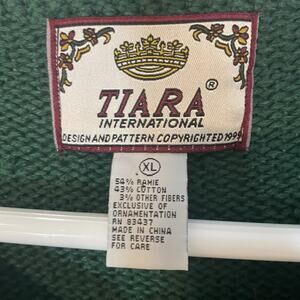 TIARA ®
INTERNATIONAL
DESIGN AND PATTERN COPYRIGHTED 1999
XL
54% RAMIE
43% COTTON
3% OTHER FIBERS
EXCLUSIVE OF
ORNAMENTATION
RN 83437
MADE IN CHINA
SEE REVERSE
FOR CARE